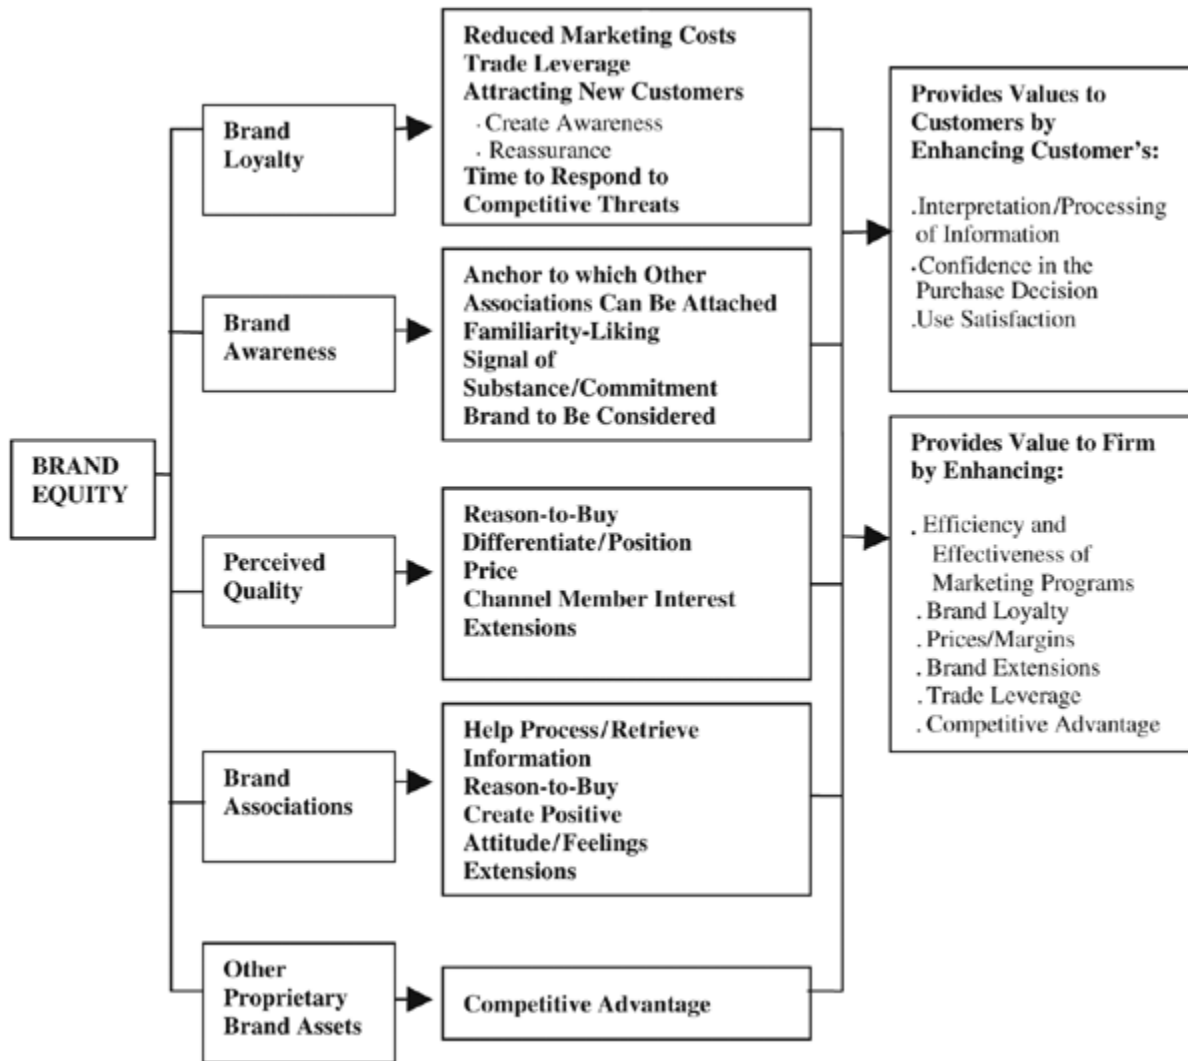 BRAND
EQUITY
Brand
Loyalty
Reduced Marketing Costs
Trade Leverage
Attracting New Customers
· Create Awareness
· Reassurance
Time to Respond to
Competitive Threats
Brand
Awareness
Anchor to which Other
Associations Can Be Attached
Familiarity-Liking
Signal of
Substance/Commitment
Brand to Be Considered
Perceived
Quality
Reason-to-Buy
Differentiate/Position
Price
Channel Member Interest
Extensions
Brand
Associations
Help Process/Retrieve
Information
Reason-to-Buy
Create Positive
Attitude/Feelings
Extensions
Other
Proprietary
Brand Assets
Competitive Advantage
Provides Values to
Customers by
Enhancing Customer's:
.Interpretation/Processing
of Information
·Confidence in the
Purchase Decision
.Use Satisfaction
Provides Value to Firm
by Enhancing:
. Efficiency and
Effectiveness of
Marketing Programs
. Brand Loyalty
. Prices/Margins
. Brand Extensions
. Trade Leverage
. Competitive Advantage